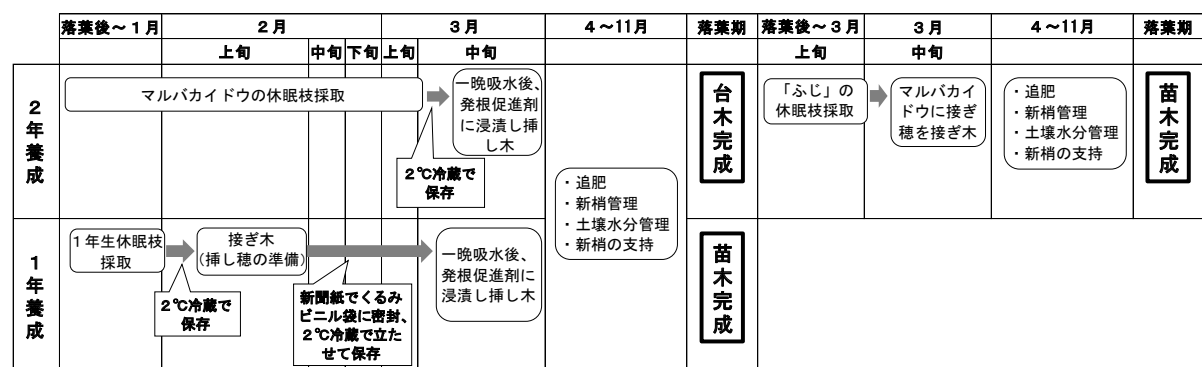 落葉後～1月
2月
3月
4～11月
落葉期
落葉後～3月
3月
4～11月
落葉期
上旬
中旬
下旬
上旬
中旬
上旬
中旬
2年養成
マルバカイドウの休眠枝採取
2℃冷蔵で
保存
一晩吸水後、
発根促進剤
に浸漬し挿
し木
・追肥
・新梢管理
・土壌水分管理
・新梢の支持
台木完成
「ふじ」の
休眠枝採取
マルバカ
イドウに接ぎ
穂を接ぎ木
・追肥
・新梢管理
・土壌水分管理
・新梢の支持
苗木完成
1年養成
1年生休眠枝
採取
2℃冷蔵で
保存
接ぎ木
(挿し穂の準備)
新聞紙でくるみ
ビニル袋に密封、
2℃冷蔵で立た
せて保存
一晩吸水後、
発根促進剤に
浸漬し挿し木
苗木完成